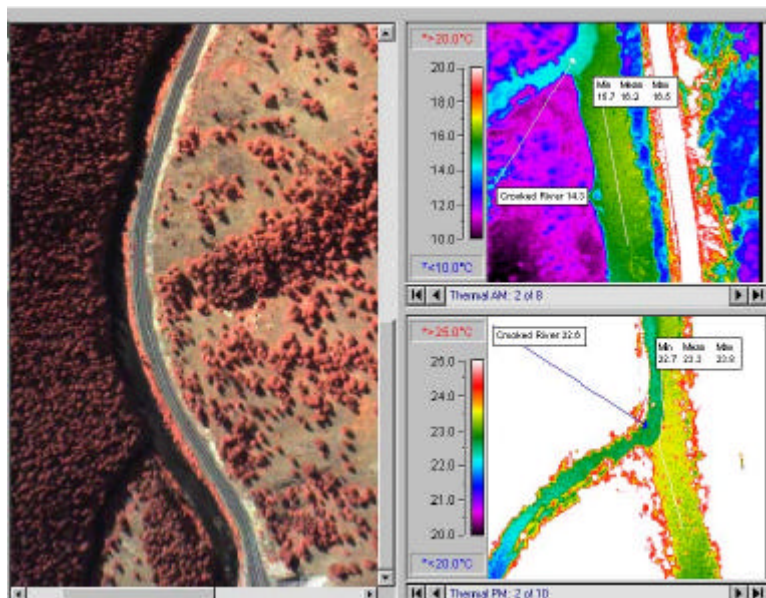 *>20.0°C
20.0
18.0
16.0
14.0
12.0
10.0
*<10.0°C
Min Mean Max
15.7 16.2 16.5
Crooked River 14.3
Thermal AM: 2 of 8
*>25.0°C
25.0
24.0
23.0
22.0
21.0
20.0
*<20.0°C
Crooked River 22.6
Min Mean Max
22.7 23.3 23.8
Thermal PM: 2 of 10